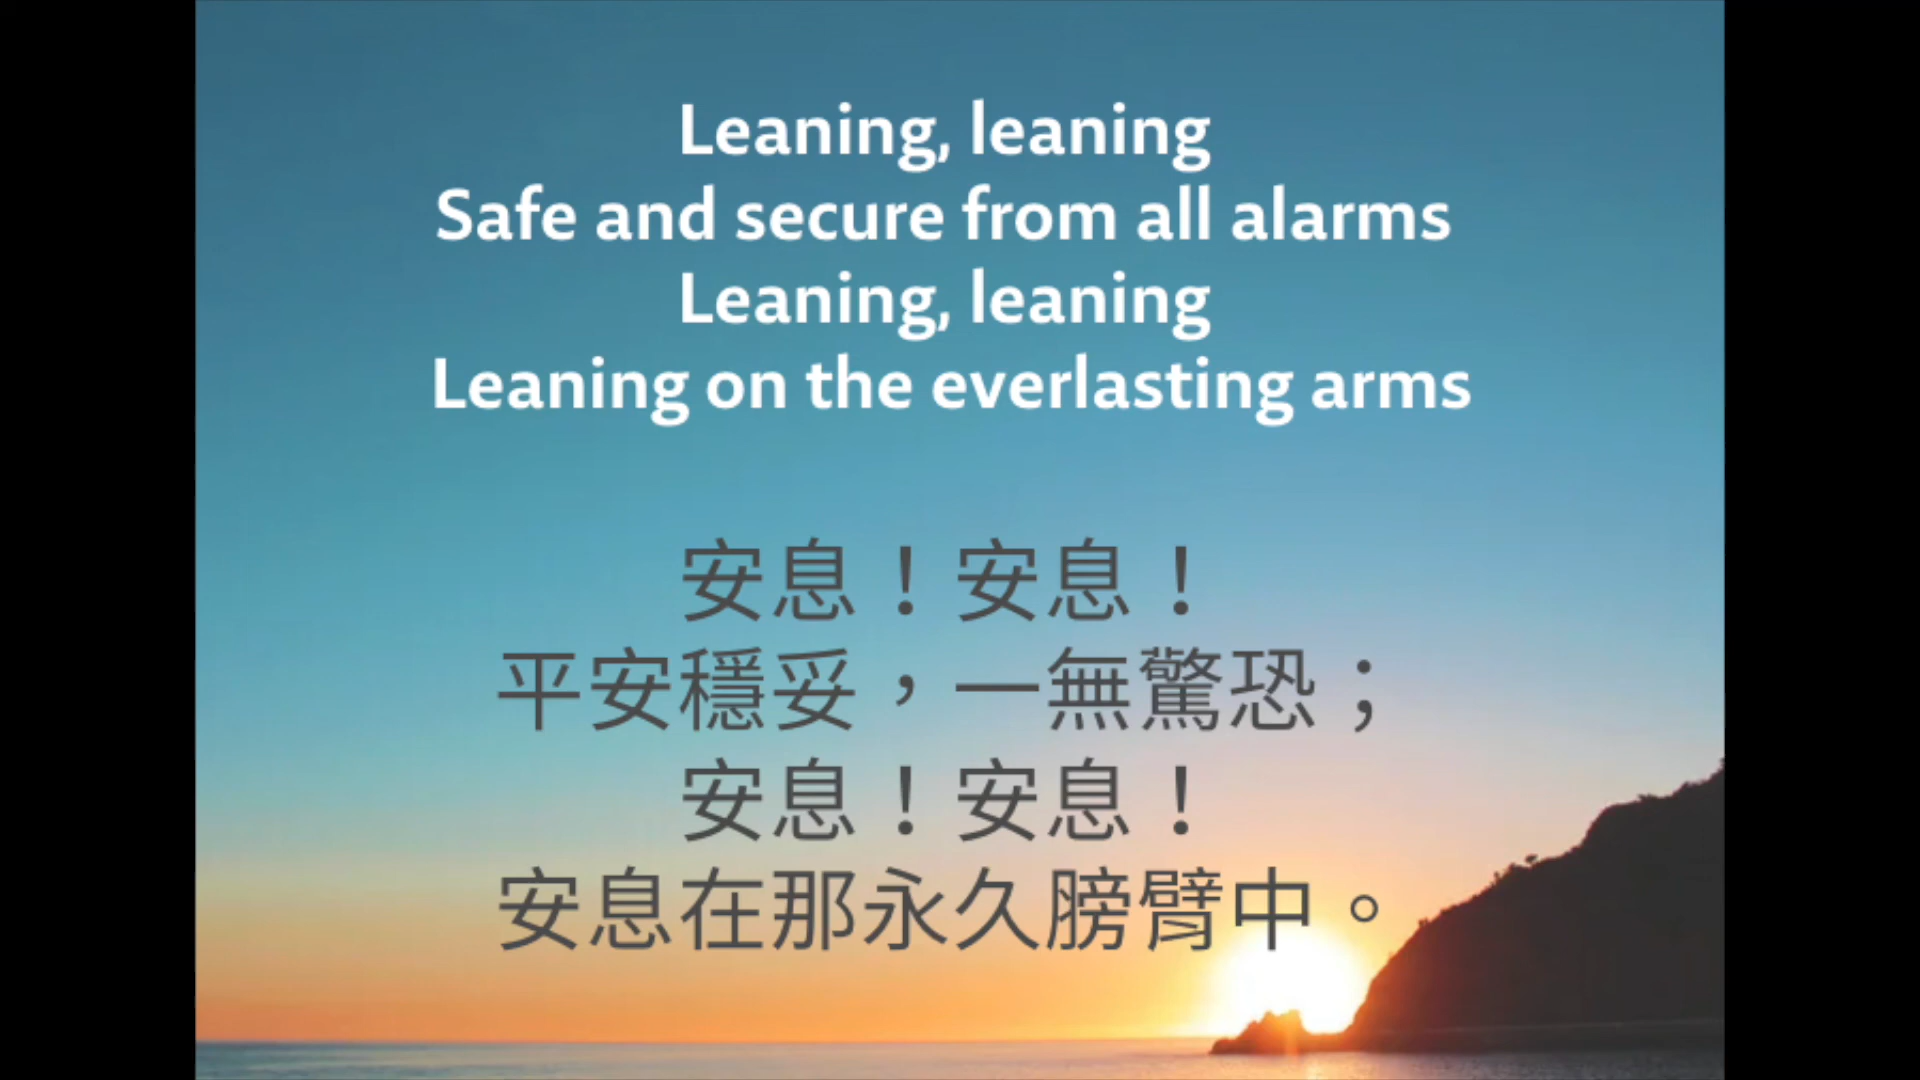 Leaning, leaning
Safe and secure from all alarms
Leaning, leaning
Leaning on the everlasting arms
安息！安息！
平安穩妥，一無驚恐；
安息！安息！
安息在那永久膀臂中。